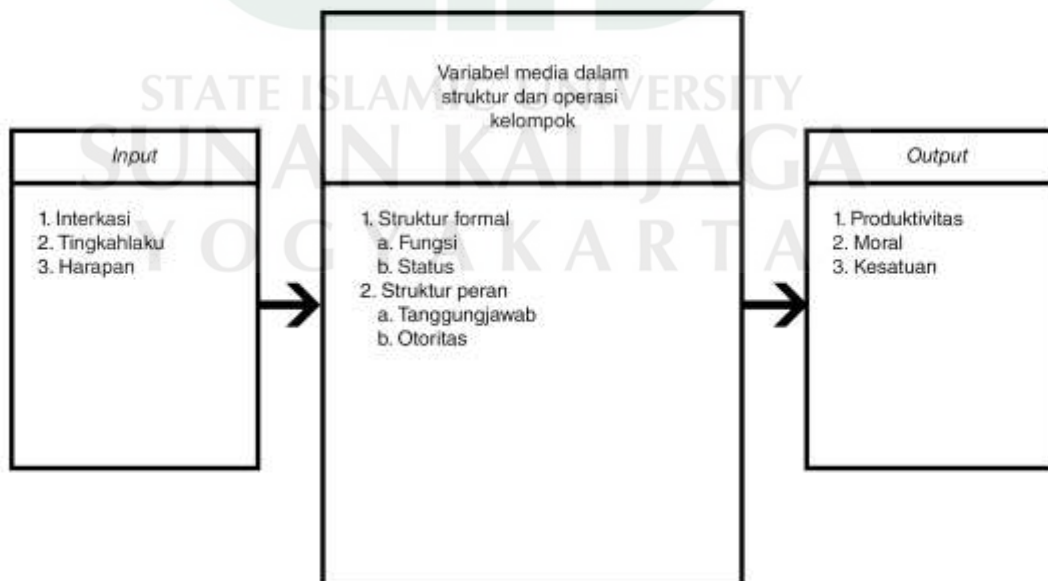 STATE ISLAMIC UNIVERSITY
SUNAN KALIJAGA
YOGYAKARTA
Input
1. Interkasi
2. Tingkahlaku
3. Harapan
Variabel media dalam
struktur dan operasi
kelompok
1. Struktur formal
a. Fungsi
b. Status
2. Struktur peran
a. Tanggungjawab
b. Otoritas
Output
1. Produktivitas
2. Moral
3. Kesatuan